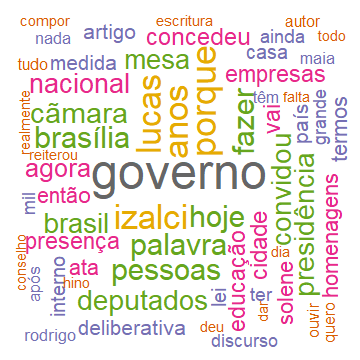 compor escritura autor
nada artigo concedeu ainda todo
tudo medida mesa casa maia
nacional lucas anos porque empresas
realmente câmara fazer vai têm falta
brasília país grande termos
reiterou agora governo convidou
mil então presidência homenagens
brasil izalci hoje
presença palavra educação cidade solene
conselho após interno ata pessoas lei dia
hino deputados ter dar ouvir quero
rodrigo deliberativa deu discurso